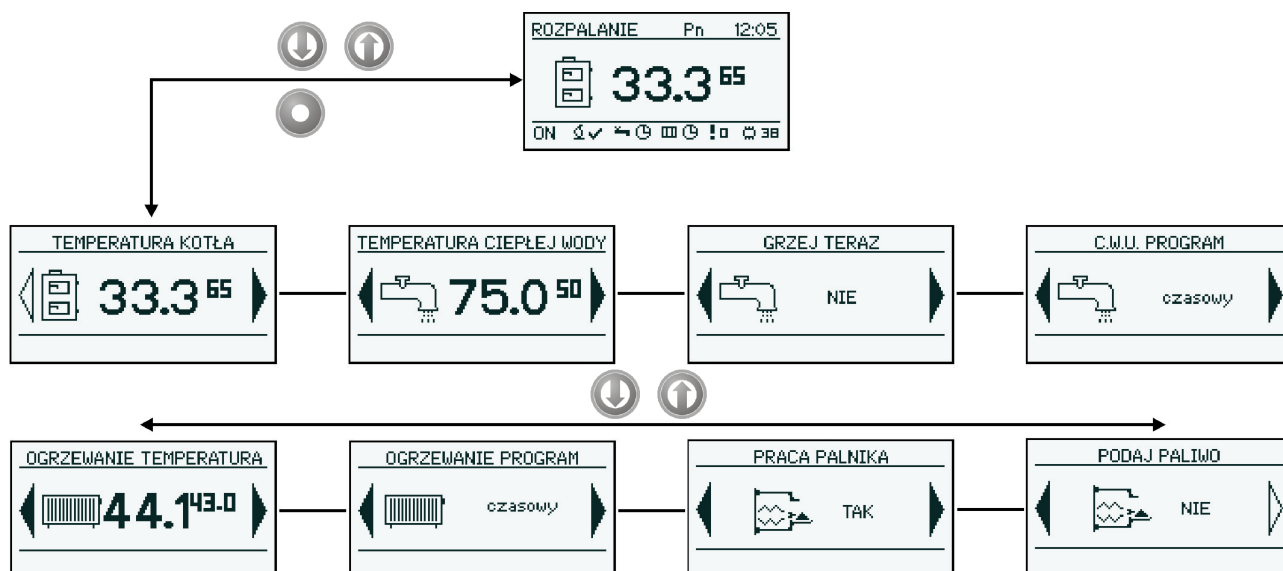 ROZPALANIE Pn 12:05
33.3 65
ON 0 38
TEMPERATURA KOTŁA
33.3 65
TEMPERATURA CIEPŁEJ WODY
75.0 50
GRZEJ TERAZ
NIE
C.W.U. PROGRAM
czasowy
OGRZEWANIE TEMPERATURA
44.1 43.0
OGRZEWANIE PROGRAM
czasowy
PRACA PALNIKA
TAK
PODAJ PALIWO
NIE